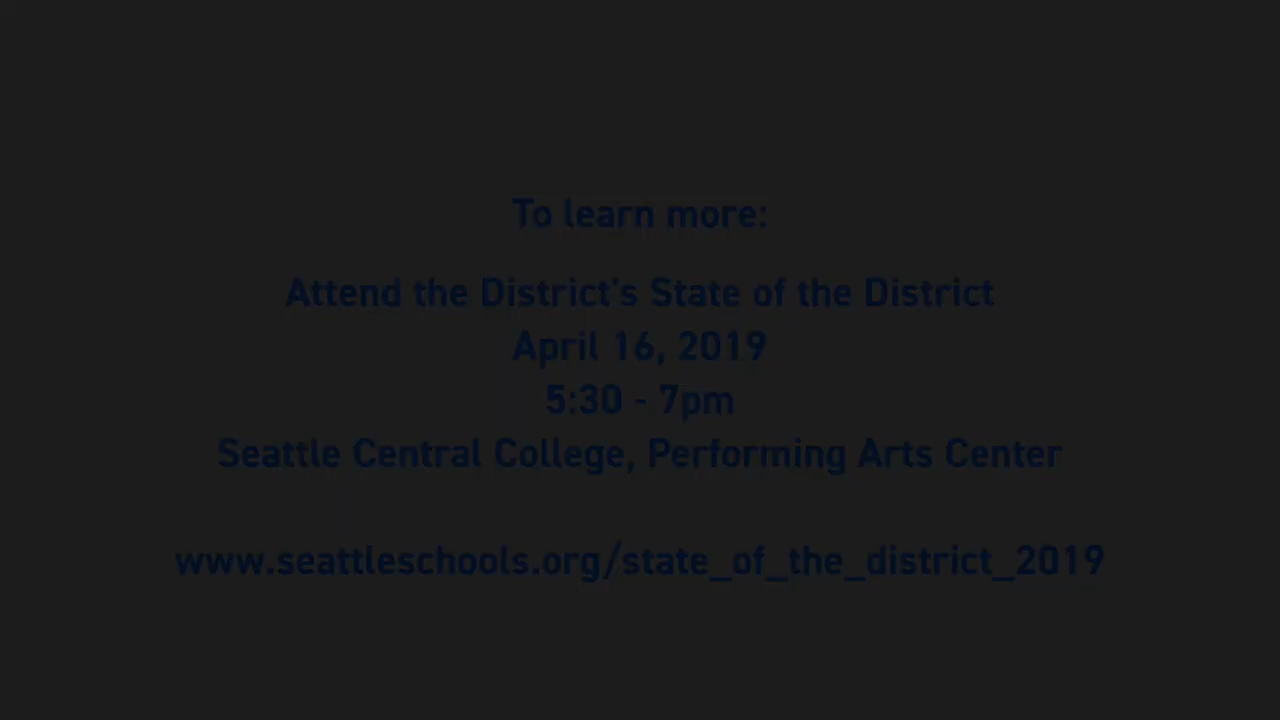 To learn more:
Attend the District's State of the District
April 16, 2019
5:30 - 7pm
Seattle Central College, Performing Arts Center
www.seattleschools.org/state_of_the_district_2019